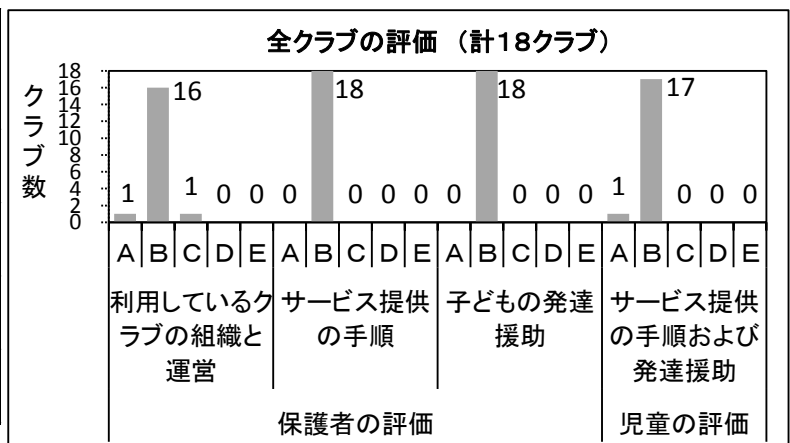 全クラブの評価 （計18クラブ）
クラブ数
18
16
14
12
10
8
6
4
2
0
1 16 1 0 0 0 18 0 0 0 0 18 0 0 0 1 17 0 0 0
A B C D E A B C D E A B C D E A B C D E
利用しているク
ラブの組織と
運営
サービス提供
の手順
子どもの発達
援助
サービス提供
の手順および
発達援助
保護者の評価
児童の評価